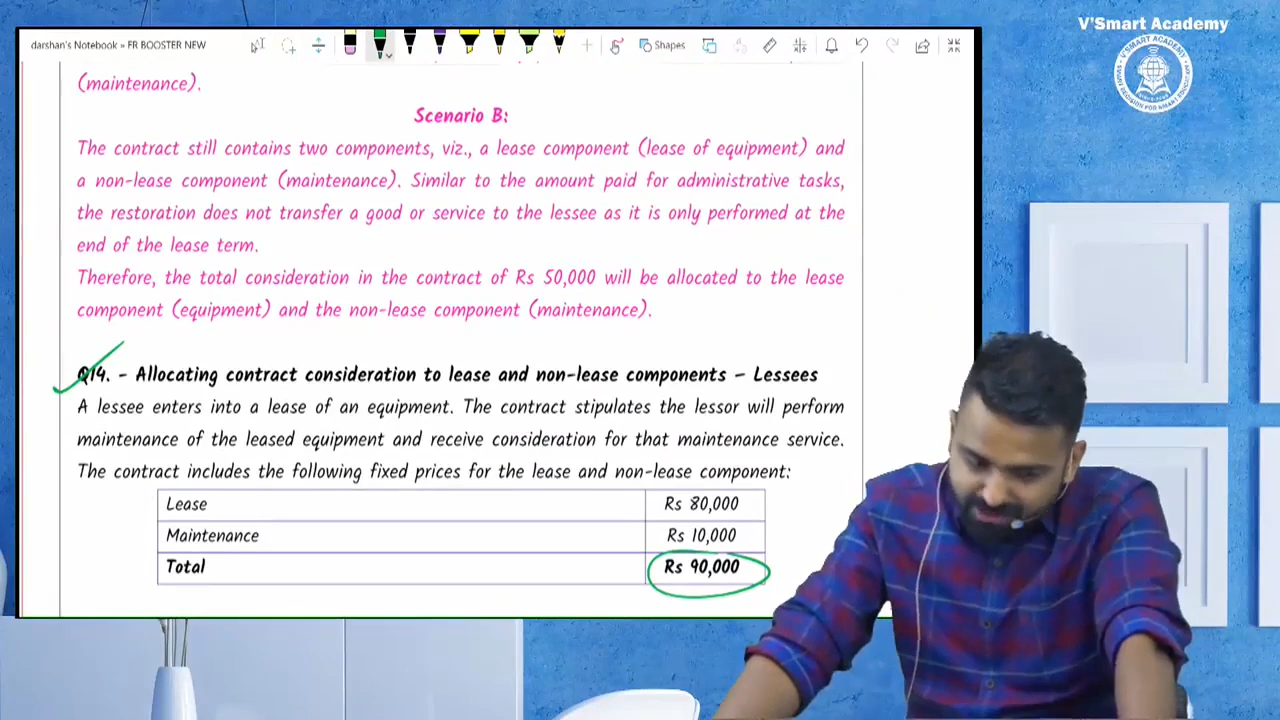 V'Smart Academy
darshan's Notebook » FR BOOSTER NEW
Shapes
(maintenance).
Scenario B:
The contract still contains two components, viz., a lease component (lease of equipment) and
a non-lease component (maintenance). Similar to the amount paid for administrative tasks,
the restoration does not transfer a good or service to the lessee as it is only performed at the
end of the lease term.
Therefore, the total consideration in the contract of Rs 50,000 will be allocated to the lease
component (equipment) and the non-lease component (maintenance).
Q14. - Allocating contract consideration to lease and non-lease components – Lessees
A lessee enters into a lease of an equipment. The contract stipulates the lessor will perform
maintenance of the leased equipment and receive consideration for that maintenance service.
The contract includes the following fixed prices for the lease and non-lease component:
Lease Rs 80,000
Maintenance Rs 10,000
Total Rs 90,000